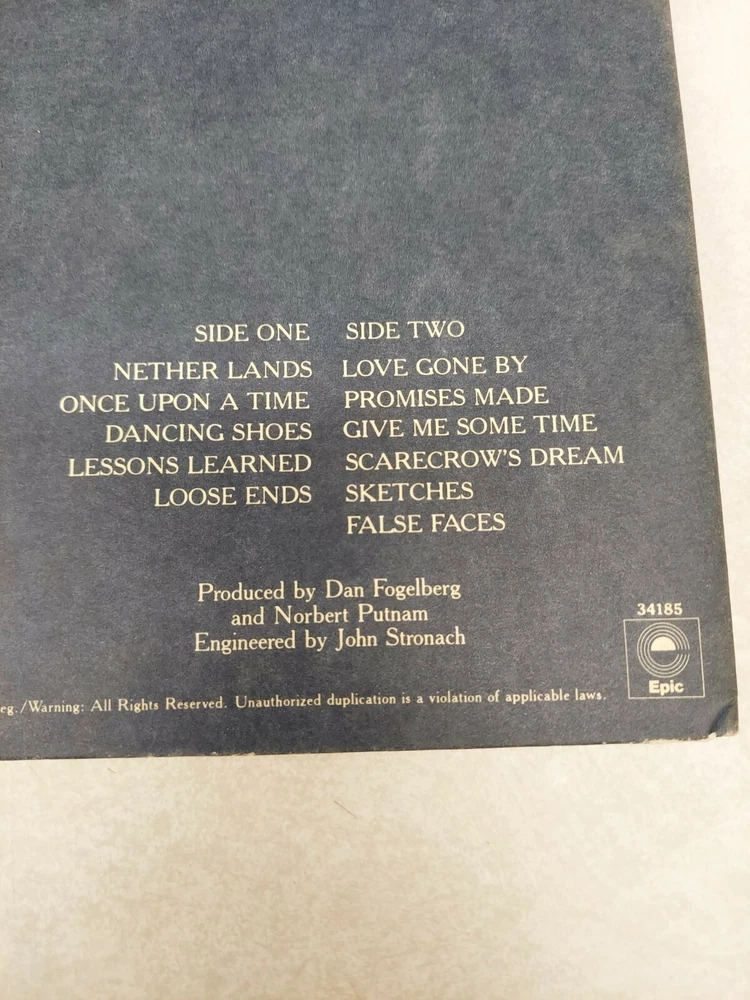 SIDE ONE
NETHER LANDS
ONCE UPON A TIME
DANCING SHOES
LESSONS LEARNED
LOOSE ENDS
SIDE TWO
LOVE GONE BY
PROMISES MADE
GIVE ME SOME TIME
SCARECROW'S DREAM
SKETCHES
FALSE FACES
Produced by Dan Fogelberg
and Norbert Putnam
Engineered by John Stronach
34185
Epic
eg./Warning: All Rights Reserved. Unauthorized duplication is a violation of applicable laws.